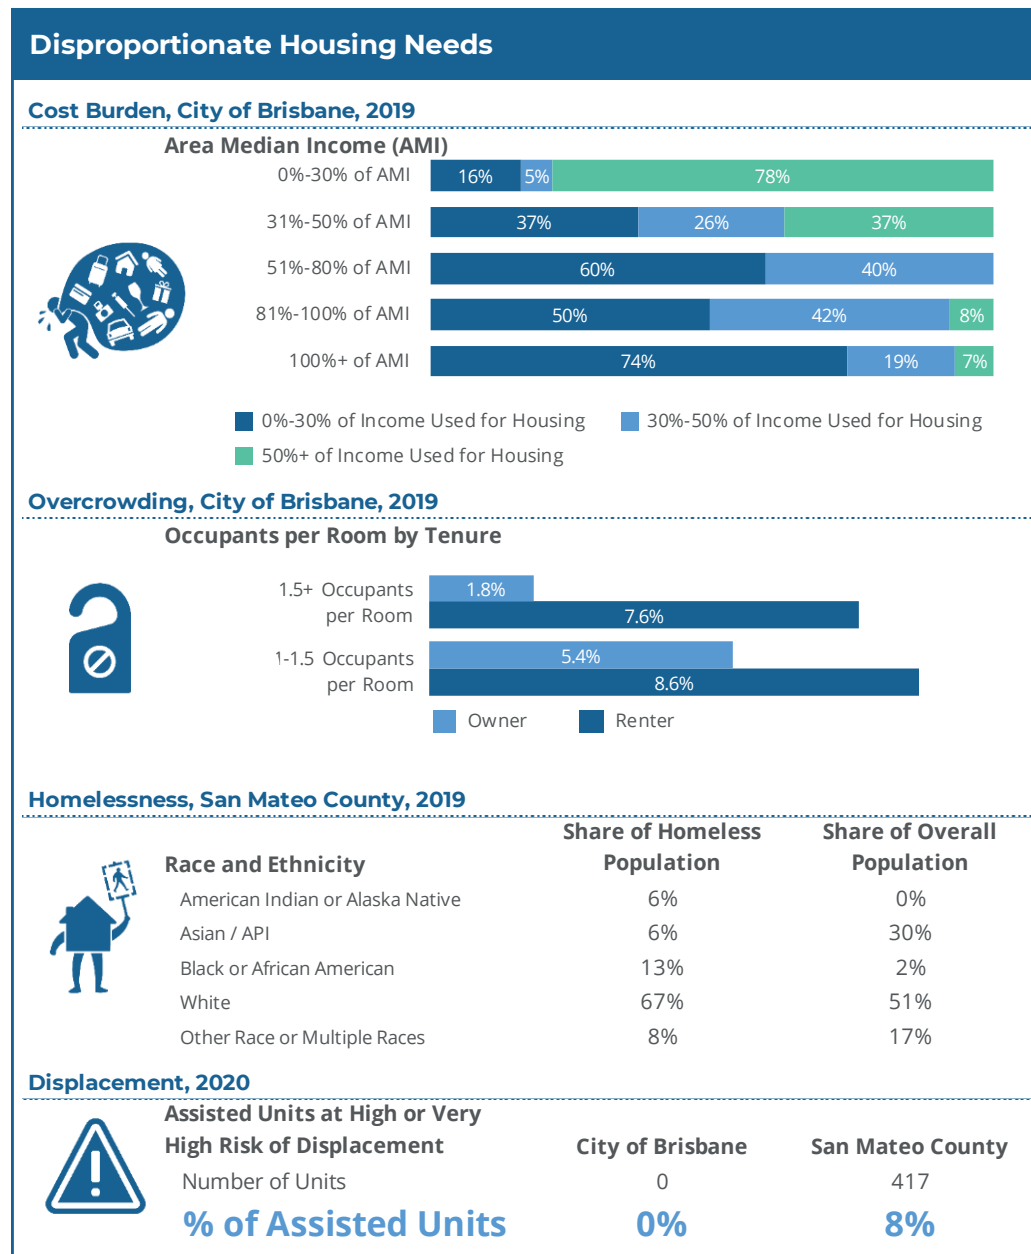 Disproportionate Housing Needs
Cost Burden, City of Brisbane, 2019
Area Median Income (AMI)
0%-30% of AMI 16% 5% 78%
31%-50% of AMI 37% 26% 37%
51%-80% of AMI 60% 40%
81%-100% of AMI 50% 42% 8%
100%+ of AMI 74% 19% 7%
0%-30% of Income Used for Housing 30%-50% of Income Used for Housing
50%+ of Income Used for Housing
Overcrowding, City of Brisbane, 2019
Occupants per Room by Tenure
1.5+ Occupants 1.8%
per Room 7.6%
1-1.5 Occupants 5.4%
per Room 8.6%
Owner Renter
Homelessness, San Mateo County, 2019
Share of Homeless Share of Overall
Race and Ethnicity Population Population
American Indian or Alaska Native 6% 0%
Asian / API 6% 30%
Black or African American 13% 2%
White 67% 51%
Other Race or Multiple Races 8% 17%
Displacement, 2020
Assisted Units at High or Very
High Risk of Displacement City of Brisbane San Mateo County
Number of Units 0 417
% of Assisted Units 0% 8%